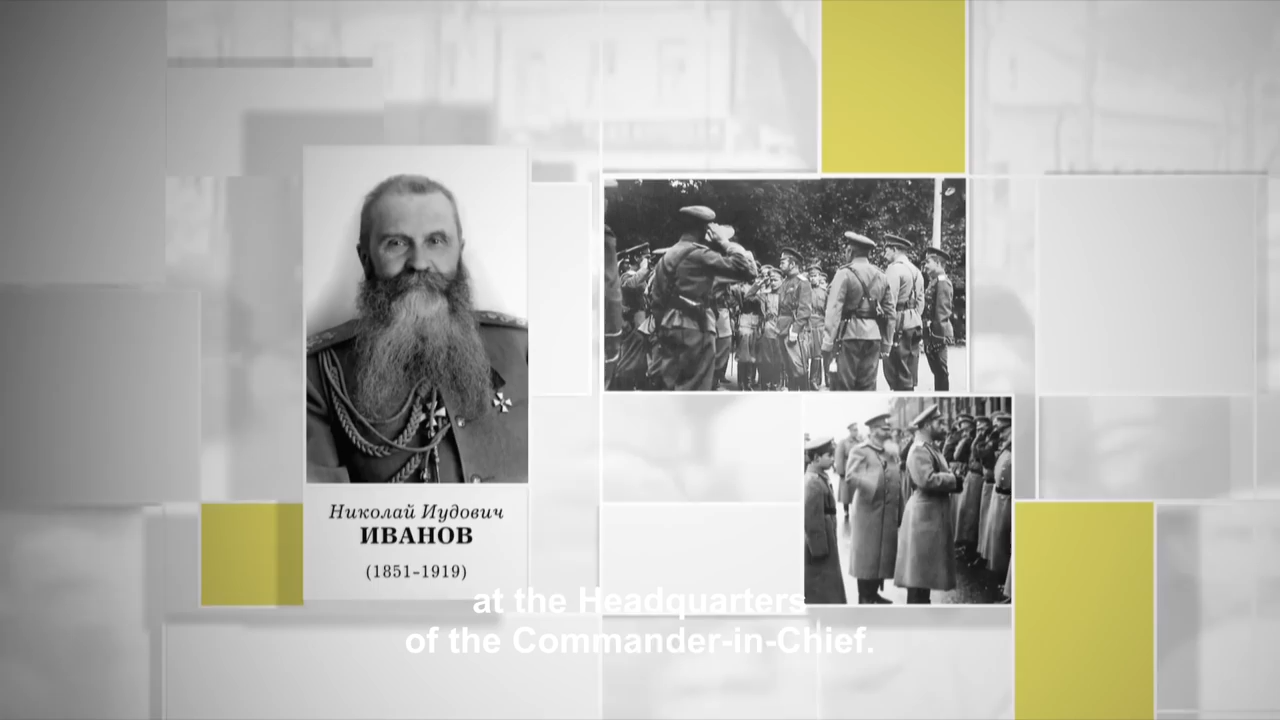 Николай Иудович
ИВАНОВ
(1851–1919)
at the Headquarters
of the Commander-in-Chief.